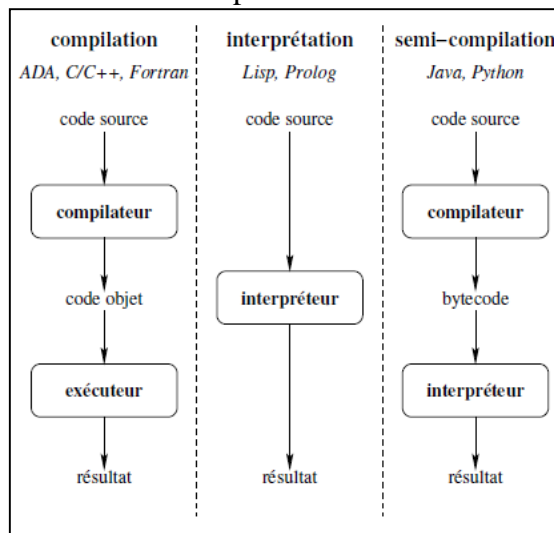 compilation
ADA, C/C++, Fortran
code source
compilateur
code objet
exécuteur
résultat
interprétation
Lisp, Prolog
code source
interpréteur
résultat
semi-compilation
Java, Python
code source
compilateur
bytecode
interpréteur
résultat